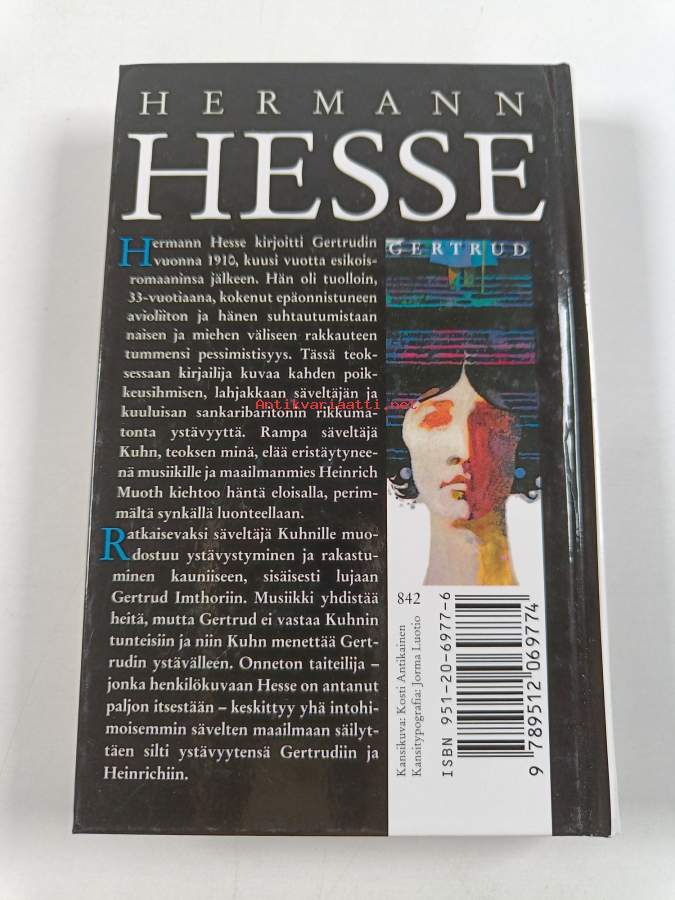 HERMANN
HESSE
Hermann Hesse kirjoitti Gertrudin
vuonna 1910, kuusi vuotta esikois-
romaaninsa jälkeen. Hän oli tuolloin,
33-vuotiaana, kokenut epäonnistuneen
avioliiton ja hänen suhtautumistaan
naisen ja miehen väliseen rakkauteen
tummensi pessimistisyys. Tässä teok-
sessaan kirjailija kuvaa kahden poik-
keusihmisen, lahjakkaan säveltäjän ja
kuuluisan sankaribaritonin rikkuma-
tonta ystävyyttä. Rampa säveltäjä
Kuhn, teoksen minä, elää eristäytynee-
nä musiikille ja maailmanmies Heinrich
Muoth kiehtoo häntä eloisalla, perim-
mältä synkällä luonteellaan.
Ratkaisevaksi säveltäjä Kuhnille muo-
dostuu ystävystyminen ja rakastu-
minen kauniiseen, sisäisesti lujaan
Gertrud Imthoriin. Musiikki yhdistää
heitä, mutta Gertrud ei vastaa Kuhnin
tunteisiin ja niin Kuhn menettää Gert-
rudin ystävälleen. Onneton taiteilija –
jonka henkilökuvaan Hesse on antanut
paljon itsestään – keskittyy yhä intohi-
moisemmin sävelten maailmaan säilyt-
täen silti ystävyytensä Gertrudiin ja
Heinrichiin.
GERTRUD
842
Kansikuva: Kosti Antikainen
Kansitypografia: Jorma Luotio
ISBN 951-20-6977-6
9 789512 069774
Antikvariaatti.net